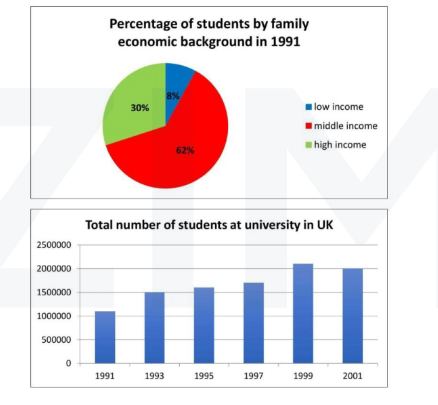 Percentage of students by family
economic background in 1991
8%
30%
62%
low income
middle income
high income
Total number of students at university in UK
2500000
2000000
1500000
1000000
500000
0
1991 1993 1995 1997 1999 2001